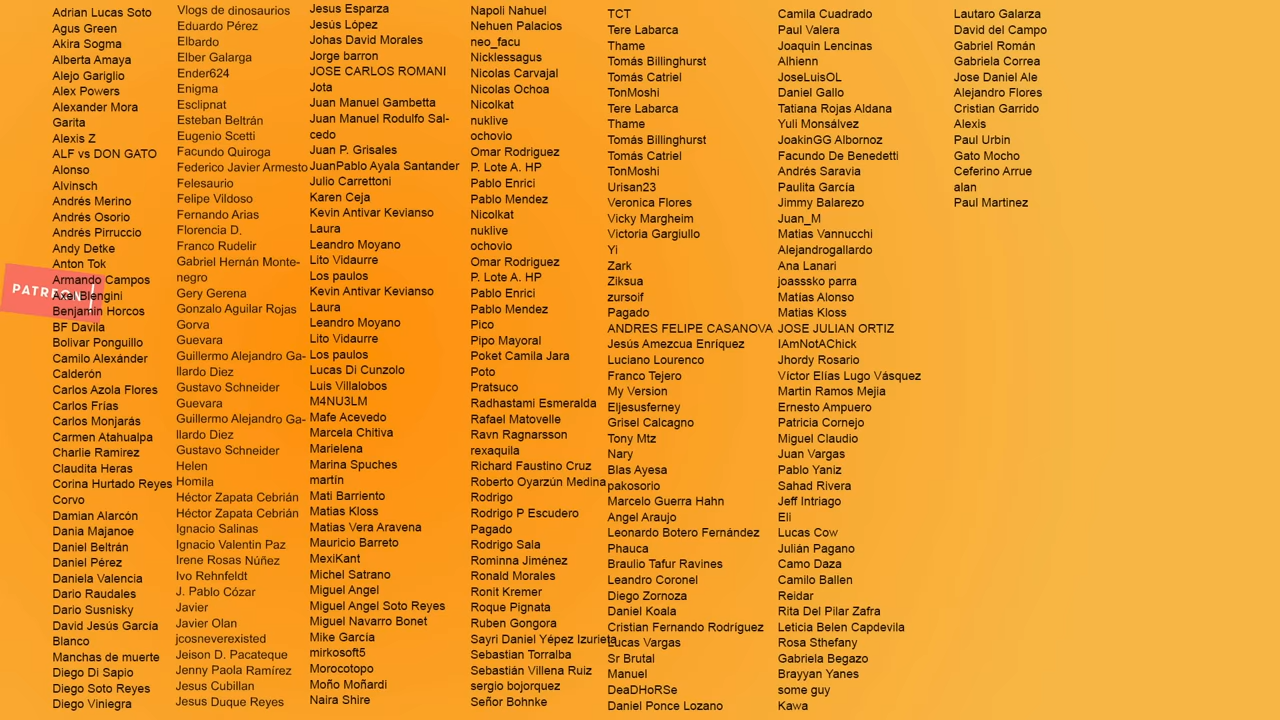 Adrian Lucas Soto
Agus Green
Akira Sogma
Alberta Amaya
Alejo Gariglio
Alex Powers
Alexander Mora
Garita
Alexis Z
ALF vs DON GATO
Alonso
Alvinsch
Andrés Merino
Andrés Osorio
Andrés Pirruccio
Andy Detke
Anton Tok
Armando Campos
PATREON
Axel Blengini
Benjamin Horcos
BF Davila
Bolivar Ponguillo
Camilo Alexánder
Calderón
Carlos Azola Flores
Carlos Frías
Carlos Monjarás
Carmen Atahualpa
Charlie Ramirez
Claudita Heras
Corina Hurtado Reyes
Corvo
Damian Alarcón
Dania Majanoe
Daniel Beltrán
Daniel Pérez
Daniela Valencia
Dario Raudales
Dario Susnisky
David Jesús García
Blanco
Manchas de muerte
Diego Di Sapio
Diego Soto Reyes
Diego Viniegra
Vlogs de dinosaurios
Eduardo Pérez
Elbardo
Elber Galarga
Ender624
Enigma
Esclipnat
Esteban Beltrán
Eugenio Scetti
Facundo Quiroga
Federico Javier Armesto
Felesaurio
Felipe Vildoso
Fernando Arias
Florencia D.
Franco Rudelir
Gabriel Hernán Monte-
negro
Gery Gerena
Gonzalo Aguilar Rojas
Gorva
Guevara
Guillermo Alejandro Ga-
llardo Diez
Gustavo Schneider
Guevara
Guillermo Alejandro Ga-
llardo Diez
Gustavo Schneider
Helen
Homila
Héctor Zapata Cebrián
Héctor Zapata Cebrián
Ignacio Salinas
Ignacio Valentín Paz
Irene Rosas Núñez
Ivo Rehnfeldt
J. Pablo Cózar
Javier
Javier Olan
jcosneverexisted
Jeison D. Pacateque
Jenny Paola Ramírez
Jesus Cubillan
Jesus Duque Reyes
Jesus Esparza
Jesús López
Johas David Morales
Jorge barron
JOSE CARLOS ROMANI
Jota
Juan Manuel Gambetta
Juan Manuel Rodulfo Sal-
cedo
Juan P. Grisales
JuanPablo Ayala Santander
Julio Carrettoni
Karen Ceja
Kevin Antivar Kevianso
Laura
Leandro Moyano
Lito Vidaurre
Los paulos
Kevin Antivar Kevianso
Laura
Leandro Moyano
Lito Vidaurre
Los paulos
Lucas Di Cunzolo
Luis Villalobos
M4NU3LM
Mafe Acevedo
Marcela Chitiva
Marielena
Marina Spuches
martín
Mati Barriento
Matias Kloss
Matias Vera Aravena
Mauricio Barreto
MexiKant
Michel Satrano
Miguel Angel
Miguel Angel Soto Reyes
Miguel Navarro Bonet
Mike García
mirkosoft5
Morocotopo
Moño Moñardi
Naira Shire
Napoli Nahuel
Nehuen Palacios
neo_facu
Nicklessagus
Nicolas Carvajal
Nicolas Ochoa
Nicolkat
nuklive
ochovio
Omar Rodriguez
P. Lote A. HP
Pablo Enrici
Pablo Mendez
Nicolkat
nuklive
ochovio
Omar Rodriguez
P. Lote A. HP
Pablo Enrici
Pablo Mendez
Pico
Pipo Mayoral
Poket Camila Jara
Poto
Pratsuco
Radhastami Esmeralda
Rafael Matovelle
Ravn Ragnarsson
rexaquila
Richard Faustino Cruz
Roberto Oyarzún Medina
Rodrigo
Rodrigo P Escudero
Pagado
Rodrigo Sala
Rominna Jiménez
Ronald Morales
Ronit Kremer
Roque Pignata
Ruben Gongora
Sayri Daniel Yépez Izurieta
Sebastian Torralba
Sebastián Villena Ruiz
sergio bojorquez
Señor Bohnke
TCT
Tere Labarca
Thame
Tomás Billinghurst
Tomás Catriel
TonMoshi
Tere Labarca
Thame
Tomás Billinghurst
Tomás Catriel
TonMoshi
Urisan23
Veronica Flores
Vicky Margheim
Victoria Gargiullo
Yi
Zark
Ziksua
zursoif
Pagado
ANDRES FELIPE CASANOVA
Jesús Amezcua Enríquez
Luciano Lourenco
Franco Tejero
My Version
Eljesusferney
Grisel Calcagno
Tony Mtz
Nary
Blas Ayesa
pakosorio
Marcelo Guerra Hahn
Angel Araujo
Leonardo Botero Fernández
Phauca
Braulio Tafur Ravines
Leandro Coronel
Diego Zornoza
Daniel Koala
Cristian Fernando Rodríguez
Lucas Vargas
Sr Brutal
Manuel
DeaDHoRSe
Daniel Ponce Lozano
Camila Cuadrado
Paul Valera
Joaquin Lencinas
Alhienn
JoseLuisOL
Daniel Gallo
Tatiana Rojas Aldana
Yuli Monsálvez
JoakinGG Albornoz
Facundo De Benedetti
Andrés Saravia
Paulita García
Jimmy Balarezo
Juan_M
Matias Vannucchi
Alejandrogallardo
Ana Lanari
joasssko parra
Matías Alonso
Matias Kloss
JOSE JULIAN ORTIZ
IAmNotAChick
Jhordy Rosario
Víctor Elías Lugo Vásquez
Martín Ramos Mejia
Ernesto Ampuero
Patricia Cornejo
Miguel Claudio
Juan Vargas
Pablo Yaniz
Sahad Rivera
Jeff Intriago
Eli
Lucas Cow
Julián Pagano
Camo Daza
Camilo Ballen
Reidar
Rita Del Pilar Zafra
Leticia Belen Capdevila
Rosa Sthefany
Gabriela Begazo
Brayyan Yanes
some guy
Kawa
Lautaro Galarza
David del Campo
Gabriel Román
Gabriela Correa
Jose Daniel Ale
Alejandro Flores
Cristian Garrido
Alexis
Paul Urbin
Gato Mocho
Ceferino Arrue
alan
Paul Martinez